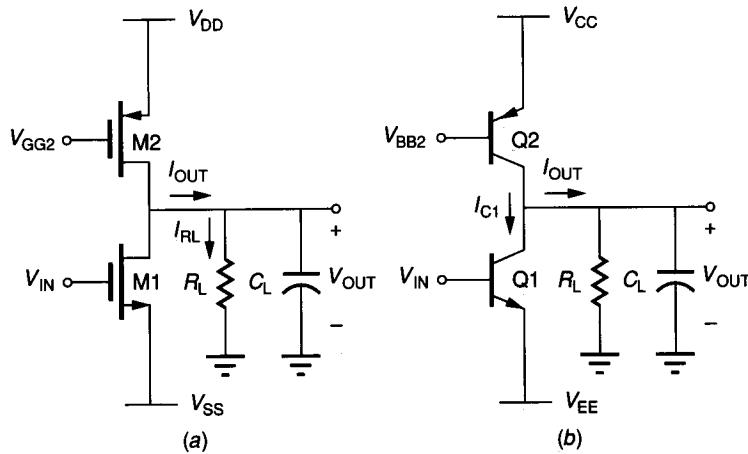 V_DD
V_GG2
M2
I_OUT
I_RL
V_IN
M1
R_L
C_L
+
V_OUT
−
V_SS
(a)
V_CC
V_BB2
Q2
I_OUT
I_C1
V_IN
Q1
R_L
C_L
+
V_OUT
−
V_EE
(b)